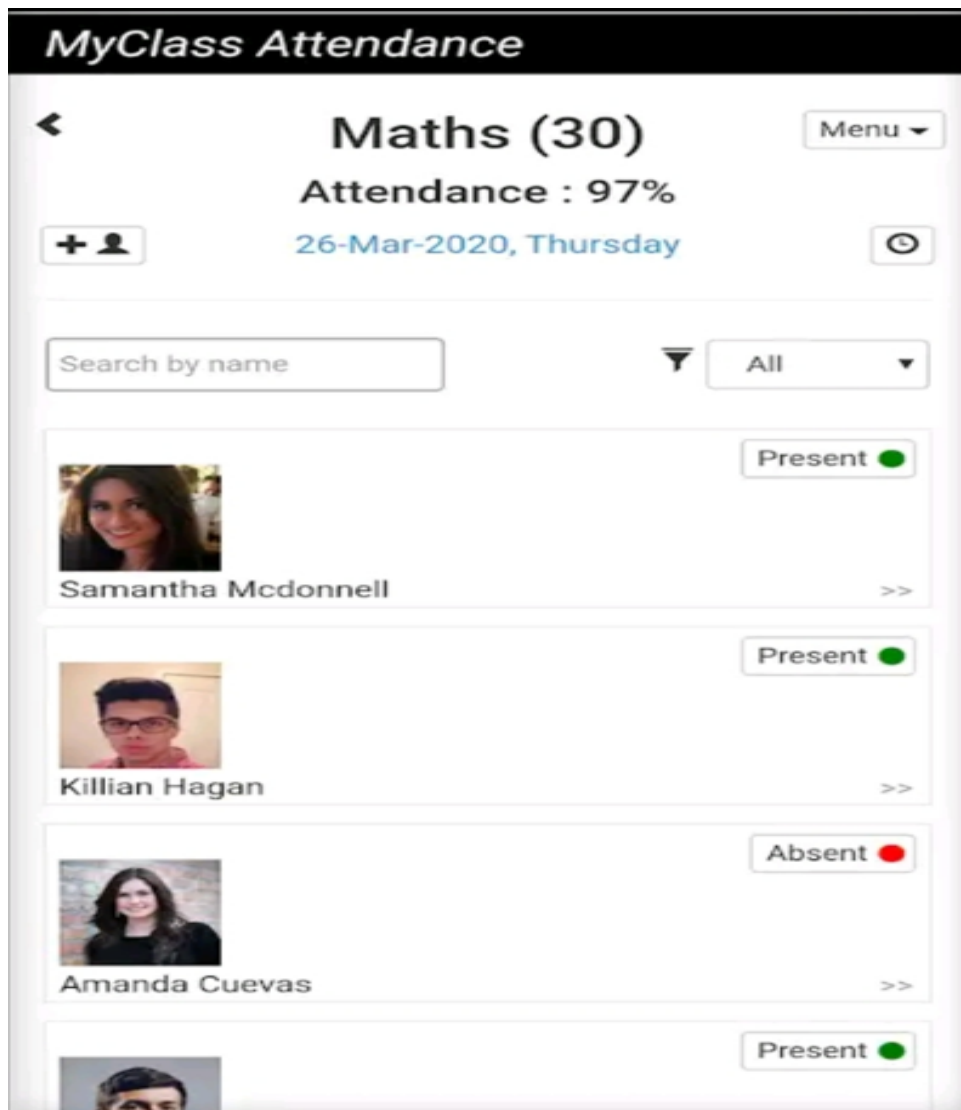 MyClass Attendance
Maths (30)
Menu
Attendance : 97%
26-Mar-2020, Thursday
Search by name
All
Present
Samantha Mcdonnell
>>
Present
Killian Hagan
>>
Absent
Amanda Cuevas
>>
Present